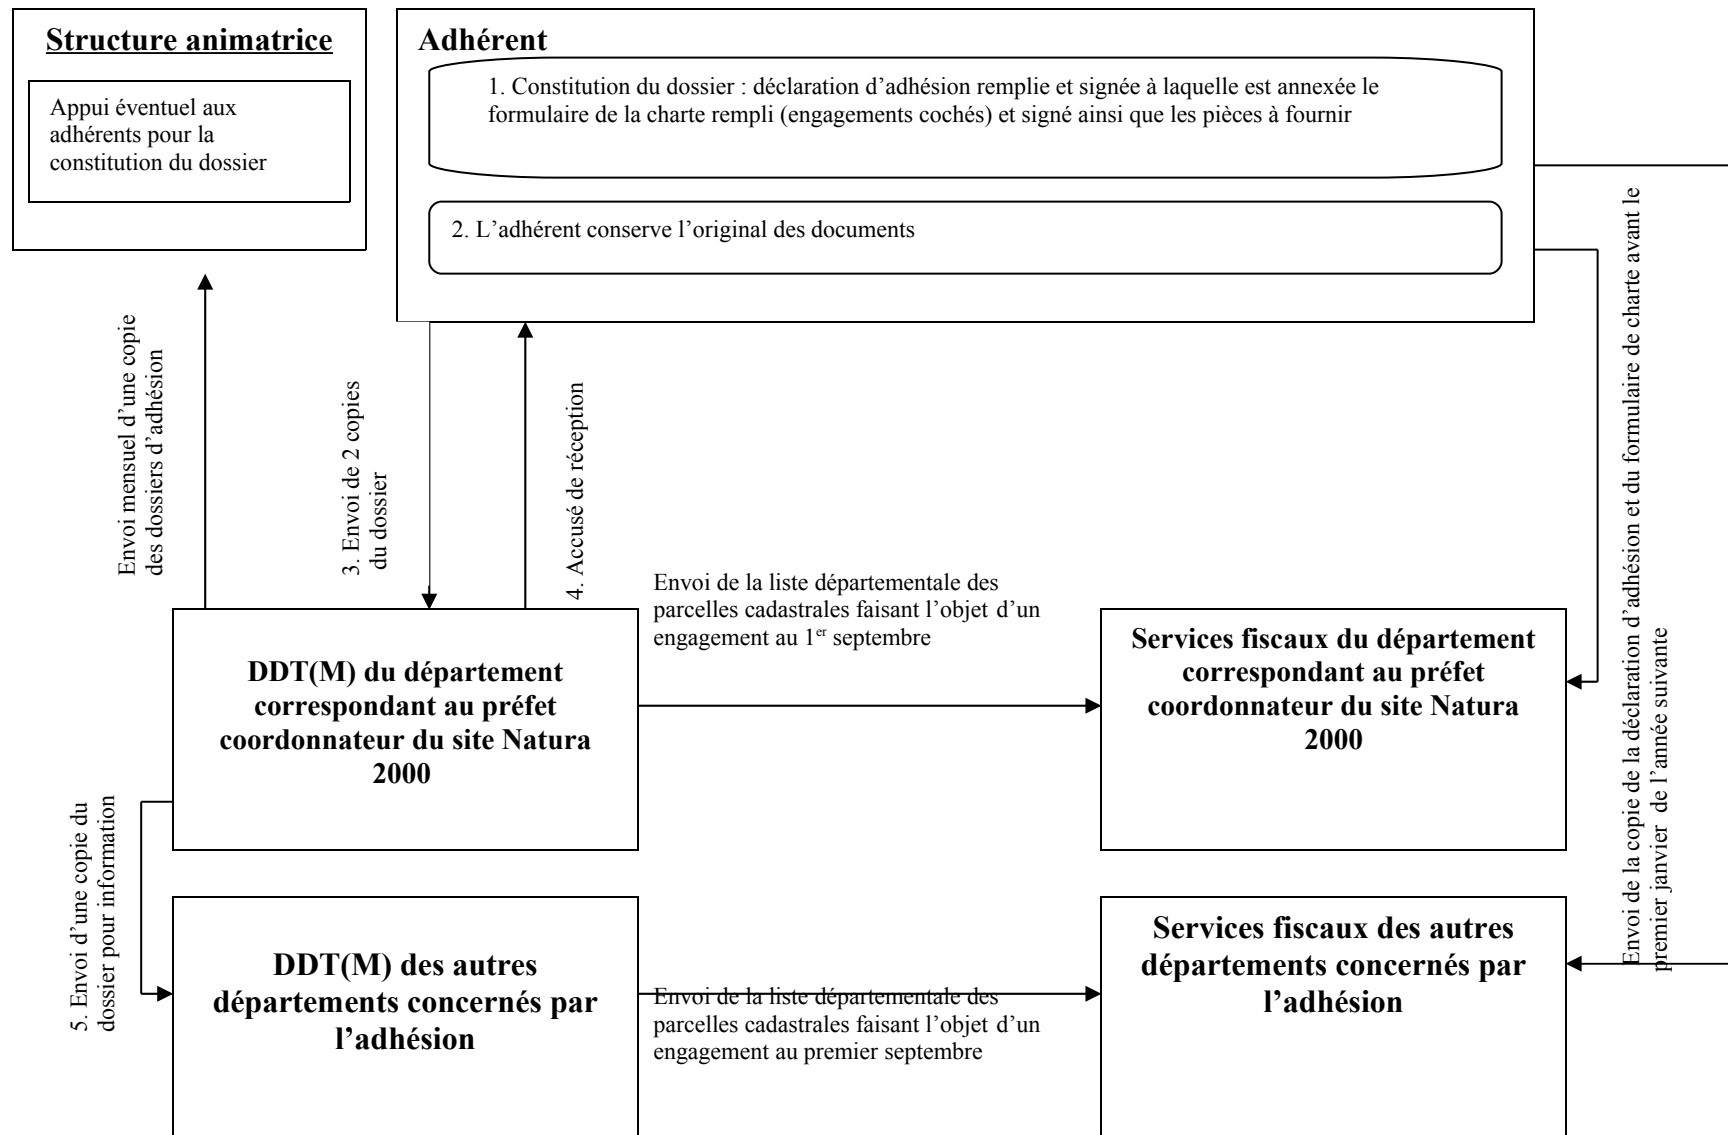 Structure animatrice
Appui éventuel aux
adhérents pour la
constitution du dossier
Adhérent
1. Constitution du dossier : déclaration d’adhésion remplie et signée à laquelle est annexée le
formulaire de la charte rempli (engagements cochés) et signé ainsi que les pièces à fournir
2. L’adhérent conserve l’original des documents
Envoi mensuel d’une copie
des dossiers d’adhésion
3. Envoi de 2 copies
du dossier
4. Accusé de réception
Envoi de la liste départementale des
parcelles cadastrales faisant l’objet d’un
engagement au 1er septembre
DDT(M) du département
correspondant au préfet
coordonnateur du site Natura
2000
Services fiscaux du département
correspondant au préfet
coordonnateur du site Natura
2000
Envoi de la copie de la déclaration d’adhésion et du formulaire de charte avant le
premier janvier de l’année suivante
5. Envoi d’une copie du
dossier pour information
DDT(M) des autres
départements concernés par
l’adhésion
Envoi de la liste départementale des
parcelles cadastrales faisant l’objet d’un
engagement au premier septembre
Services fiscaux des autres
départements concernés par
l’adhésion